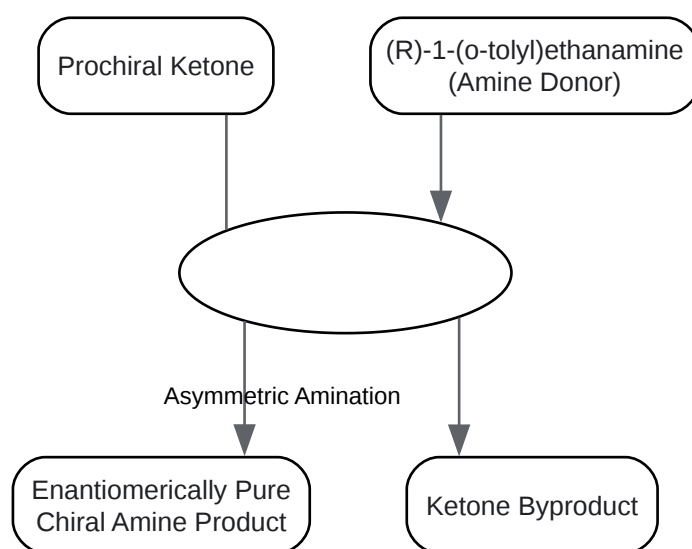 Prochiral Ketone
(R)-1-(o-tolyl)ethanamine
(Amine Donor)
Asymmetric Amination
Enantiomerically Pure
Chiral Amine Product
Ketone Byproduct